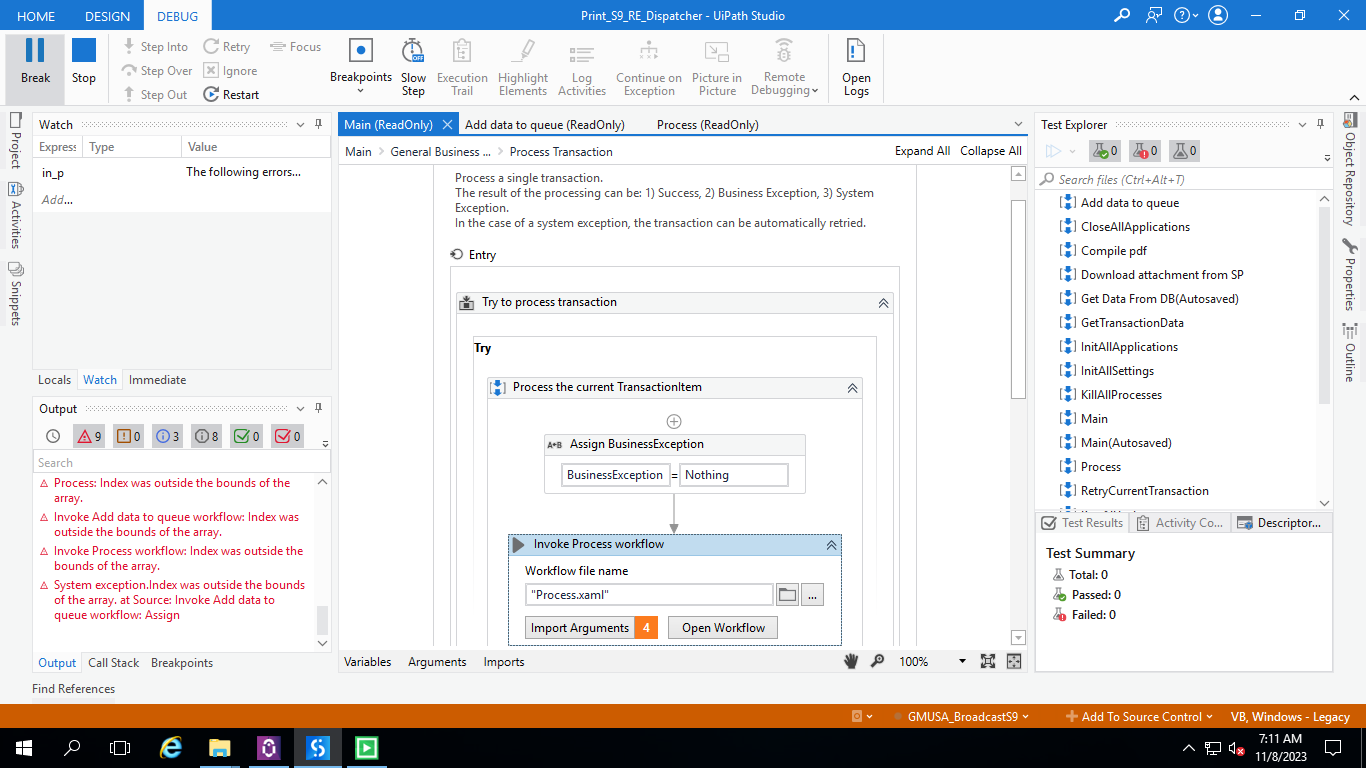 HOME DESIGN DEBUG Print_S9_RE_Dispatcher - UiPath Studio
Break
Stop
Step Into
Step Over
Step Out
Retry
Ignore
Restart
Focus
Breakpoints
Slow
Step
Execution
Trail
Highlight
Elements
Log
Activities
Continue on
Exception
Picture in
Picture
Remote
Debugging
Open
Logs
Project
Activities
Snippets
Watch
Express Type Value
in_p The following errors...
Add...
Locals Watch Immediate
Output
9 0 3 8 0 0
Search
Process: Index was outside the bounds of the
array.
Invoke Add data to queue workflow: Index was
outside the bounds of the array.
Invoke Process workflow: Index was outside the
bounds of the array.
System exception.Index was outside the bounds
of the array. at Source: Invoke Add data to
queue workflow: Assign
Output Call Stack Breakpoints
Find References
Main (ReadOnly) Add data to queue (ReadOnly) Process (ReadOnly)
Main General Business ... Process Transaction Expand All Collapse All
Process a single transaction.
The result of the processing can be: 1) Success, 2) Business Exception, 3) System
Exception.
In the case of a system exception, the transaction can be automatically retried.
Entry
Try to process transaction
Try
Process the current TransactionItem
A+B Assign BusinessException
BusinessException = Nothing
Invoke Process workflow
Workflow file name
"Process.xaml"
...
Import Arguments 4 Open Workflow
Variables Arguments Imports 100%
Test Explorer
0 0 0
Search files (Ctrl+Alt+T)
Add data to queue
CloseAllApplications
Compile pdf
Download attachment from SP
Get Data From DB(Autosaved)
GetTransactionData
InitAllApplications
InitAllSettings
KillAllProcesses
Main
Main(Autosaved)
Process
RetryCurrentTransaction
Test Results Activity Co... Descriptor...
Test Summary
Total: 0
Passed: 0
Failed: 0
Object Repository
Properties
Outline
GMUSA_BroadcastS9 Add To Source Control VB, Windows - Legacy
7:11 AM
11/8/2023